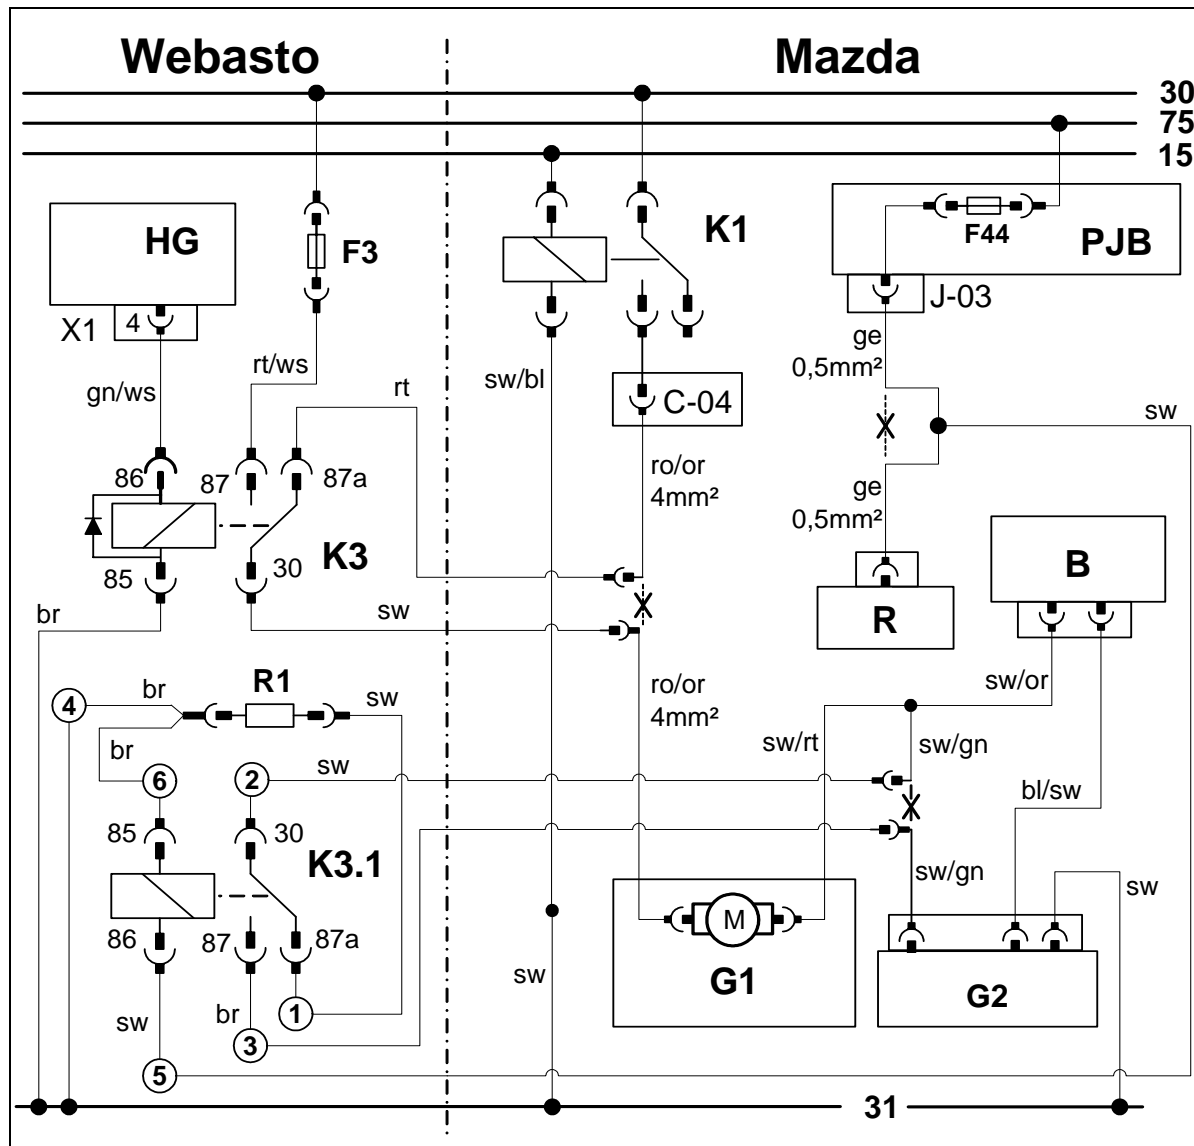 Webasto
Mazda
30
75
15
HG
F3
K1
F44
PJB
X1
4
J-03
rt/ws
gn/ws
rt
sw/bl
C-04
ge
0,5mm²
sw
86
87
87a
ro/or
4mm²
ge
0,5mm²
K3
85
30
B
R
br
sw
R1
4
br
sw
ro/or
4mm²
sw/or
sw/rt
sw/gn
br
6
2
sw
bl/sw
85
30
K3.1
sw/gn
sw
M
86
87
87a
G1
G2
sw
sw
br
1
3
5
31